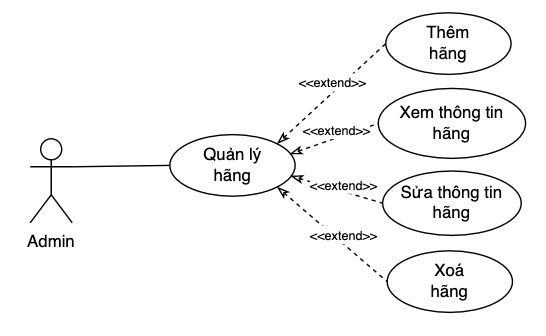 Thêm
hãng
<<extend>>
Xem thông tin
hãng
<<extend>>
Quản lý
hãng
<<extend>>
Sửa thông tin
hãng
<<extend>>
Admin
Xoá
hãng